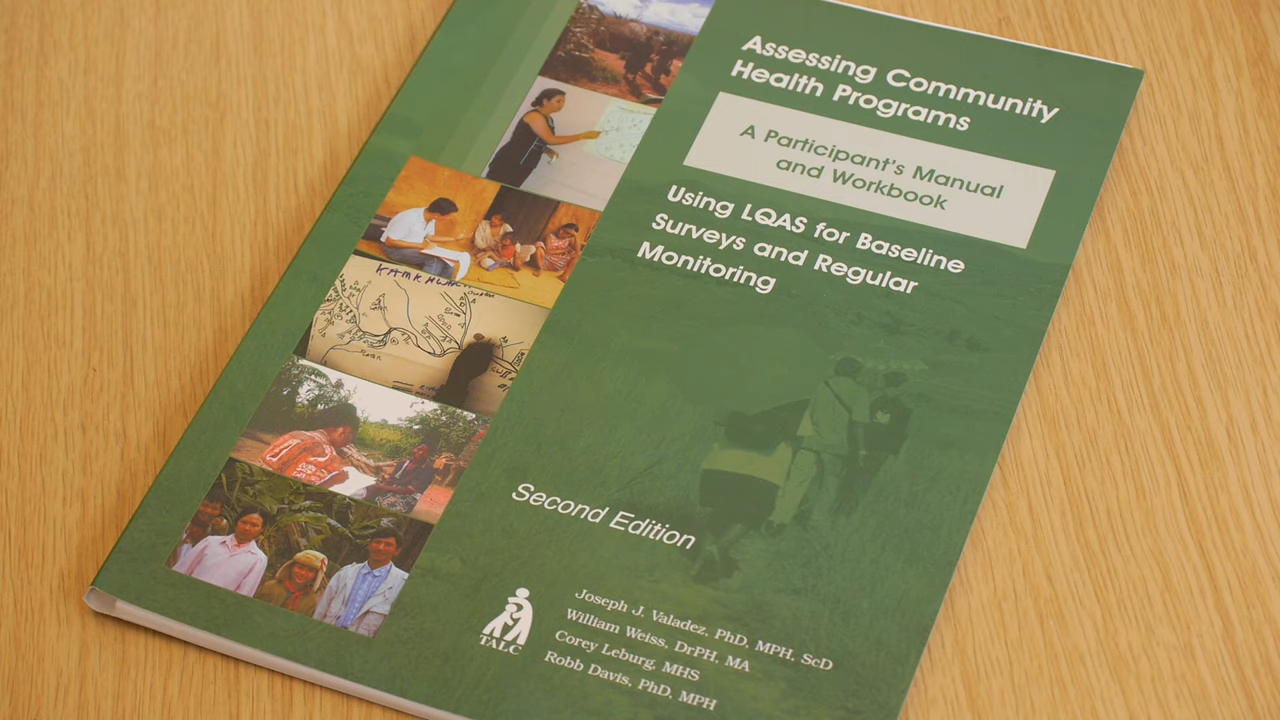 Assessing Community
Health Programs
A Participant's Manual
and Workbook
Using LQAS for Baseline
Surveys and Regular
Monitoring
Second Edition
TALC
Joseph J. Valadez, PhD, MPH, ScD
William Weiss, DrPH, MA
Corey Leburg, MHS
Robb Davis, PhD, MPH